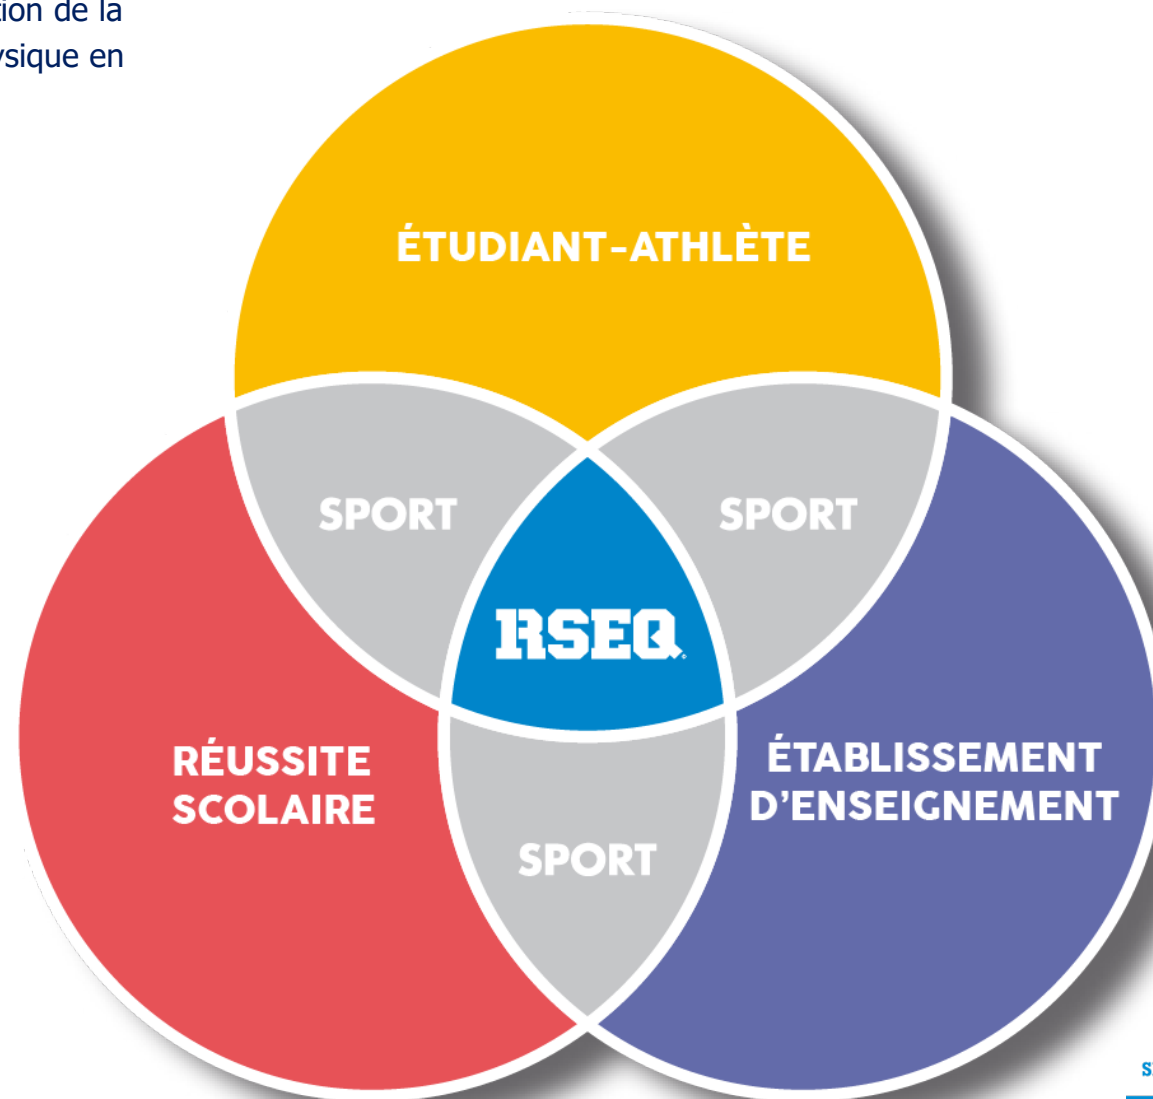 tion de la
ysique en
ÉTUDIANT-ATHLÈTE
SPORT
SPORT
RSEQ
RÉUSSITE
SCOLAIRE
ÉTABLISSEMENT
D'ENSEIGNEMENT
SPORT